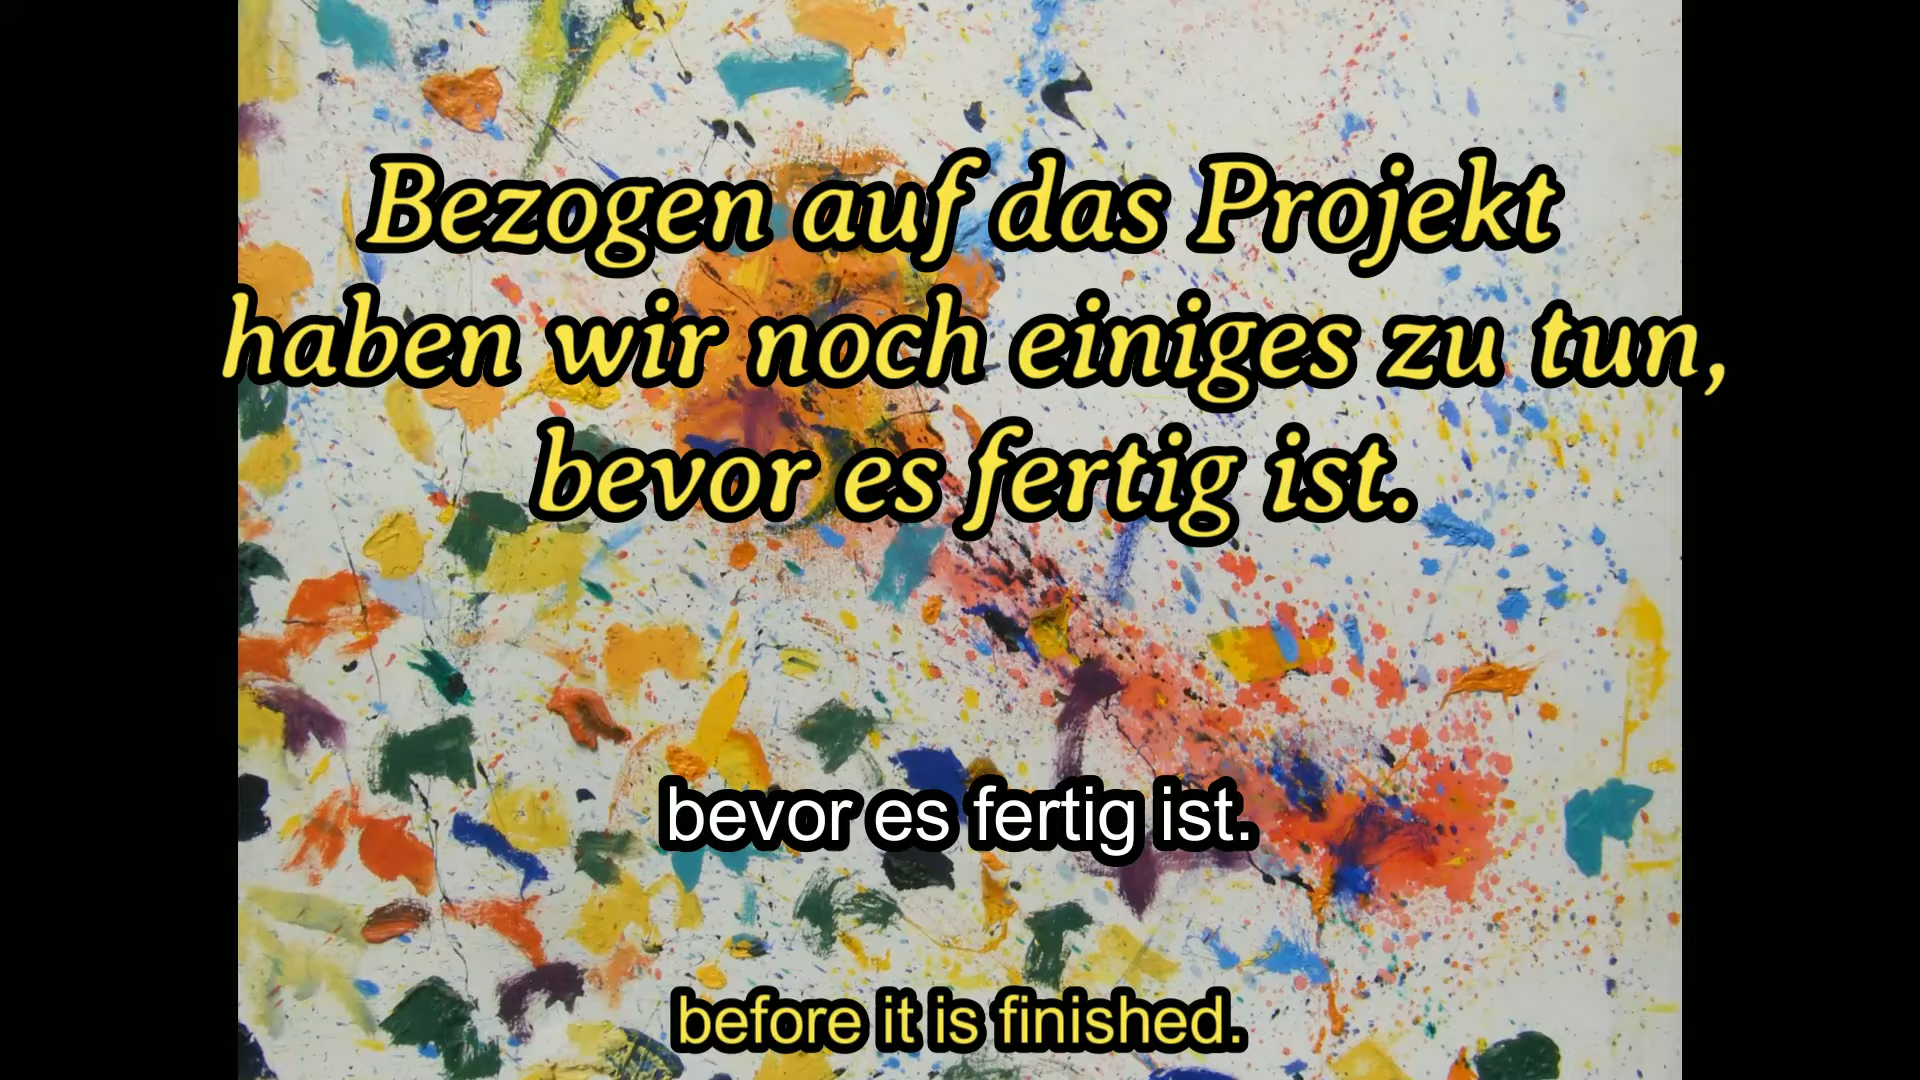 Bezogen auf das Projekt
haben wir noch einiges zu tun,
bevor es fertig ist.
bevor es fertig ist.
before it is finished.